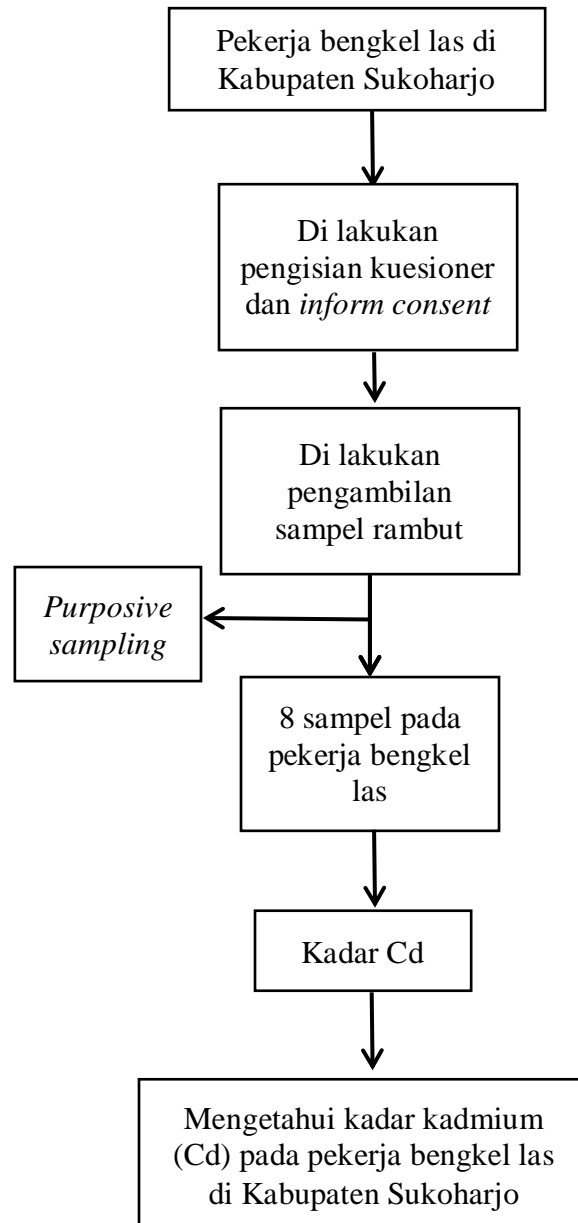 Pekerja bengkel las di
Kabupaten Sukoharjo
Di lakukan
pengisian kuesioner
dan inform consent
Di lakukan
pengambilan
sampel rambut
Purposive
sampling
8 sampel pada
pekerja bengkel
las
Kadar Cd
Mengetahui kadar kadmium
(Cd) pada pekerja bengkel las
di Kabupaten Sukoharjo